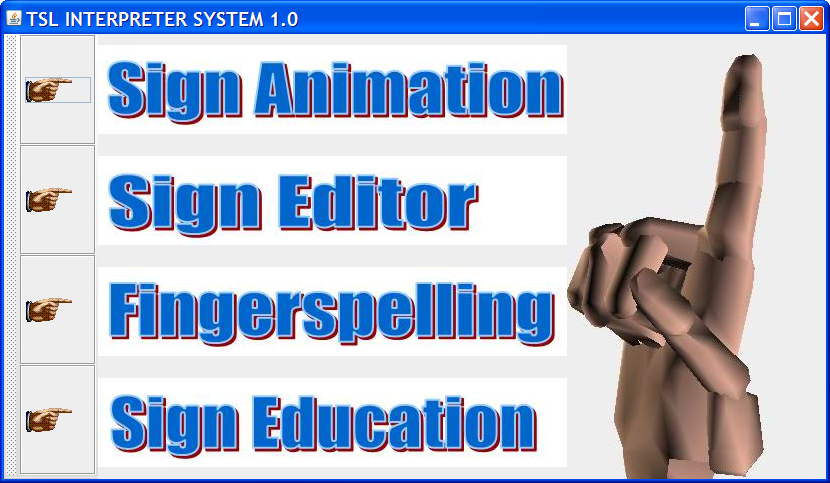 TSL INTERPRETER SYSTEM 1.0
Sign Animation
Sign Editor
Fingerspelling
Sign Education